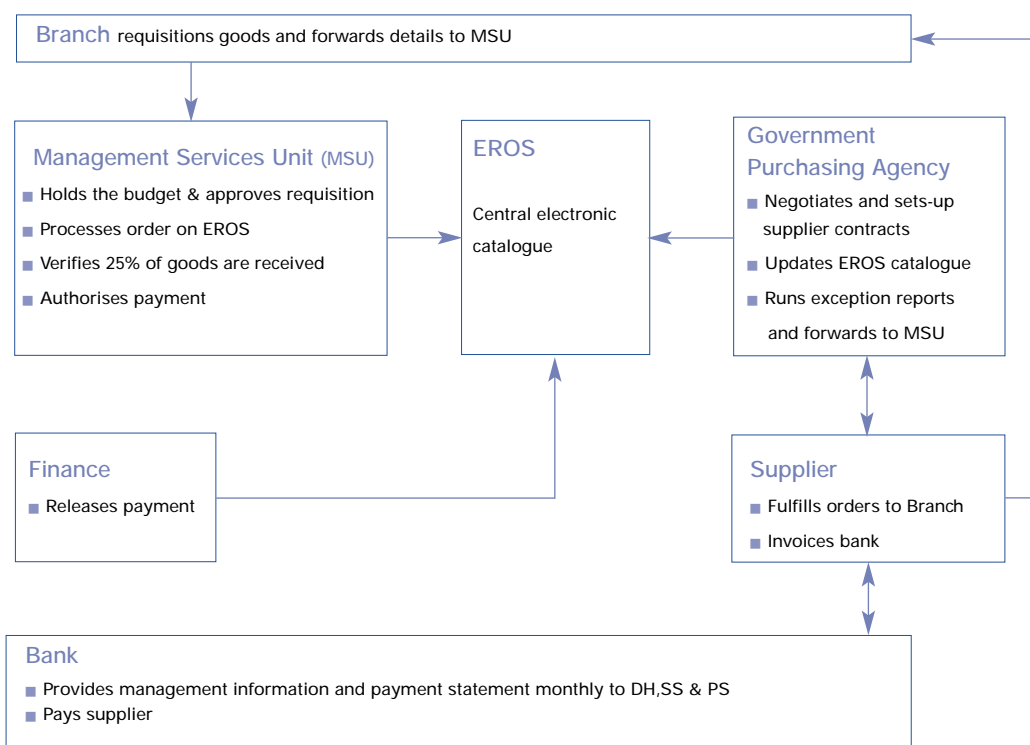 Branch requisitions goods and forwards details to MSU
Management Services Unit (MSU)
Holds the budget & approves requisition
Processes order on EROS
Verifies 25% of goods are received
Authorises payment
EROS
Central electronic
catalogue
Government
Purchasing Agency
Negotiates and sets-up
supplier contracts
Updates EROS catalogue
Runs exception reports
and forwards to MSU
Finance
Releases payment
Supplier
Fulfills orders to Branch
Invoices bank
Bank
Provides management information and payment statement monthly to DH,SS & PS
Pays supplier